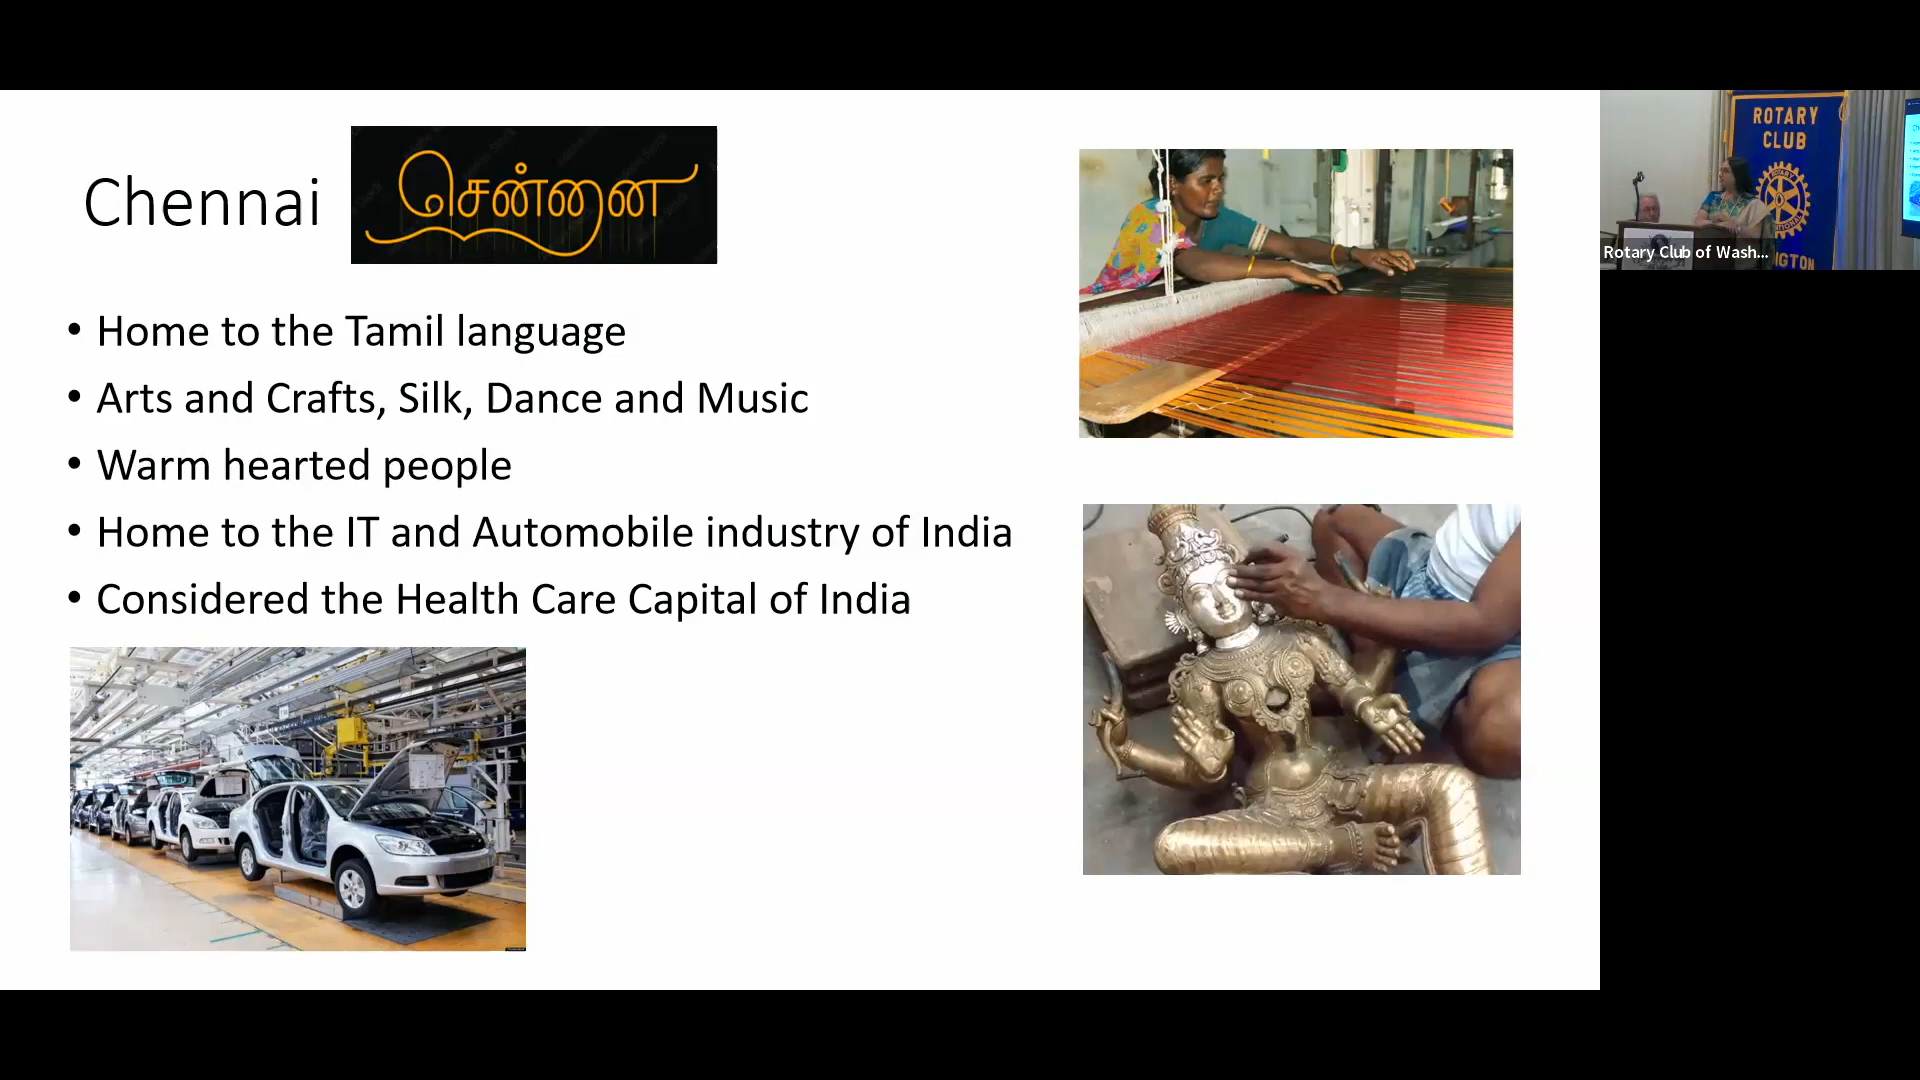 Chennai
சென்னை
• Home to the Tamil language
• Arts and Crafts, Silk, Dance and Music
• Warm hearted people
• Home to the IT and Automobile industry of India
• Considered the Health Care Capital of India
ROTARY
CLUB
Rotary Club of Wash...
NGTON